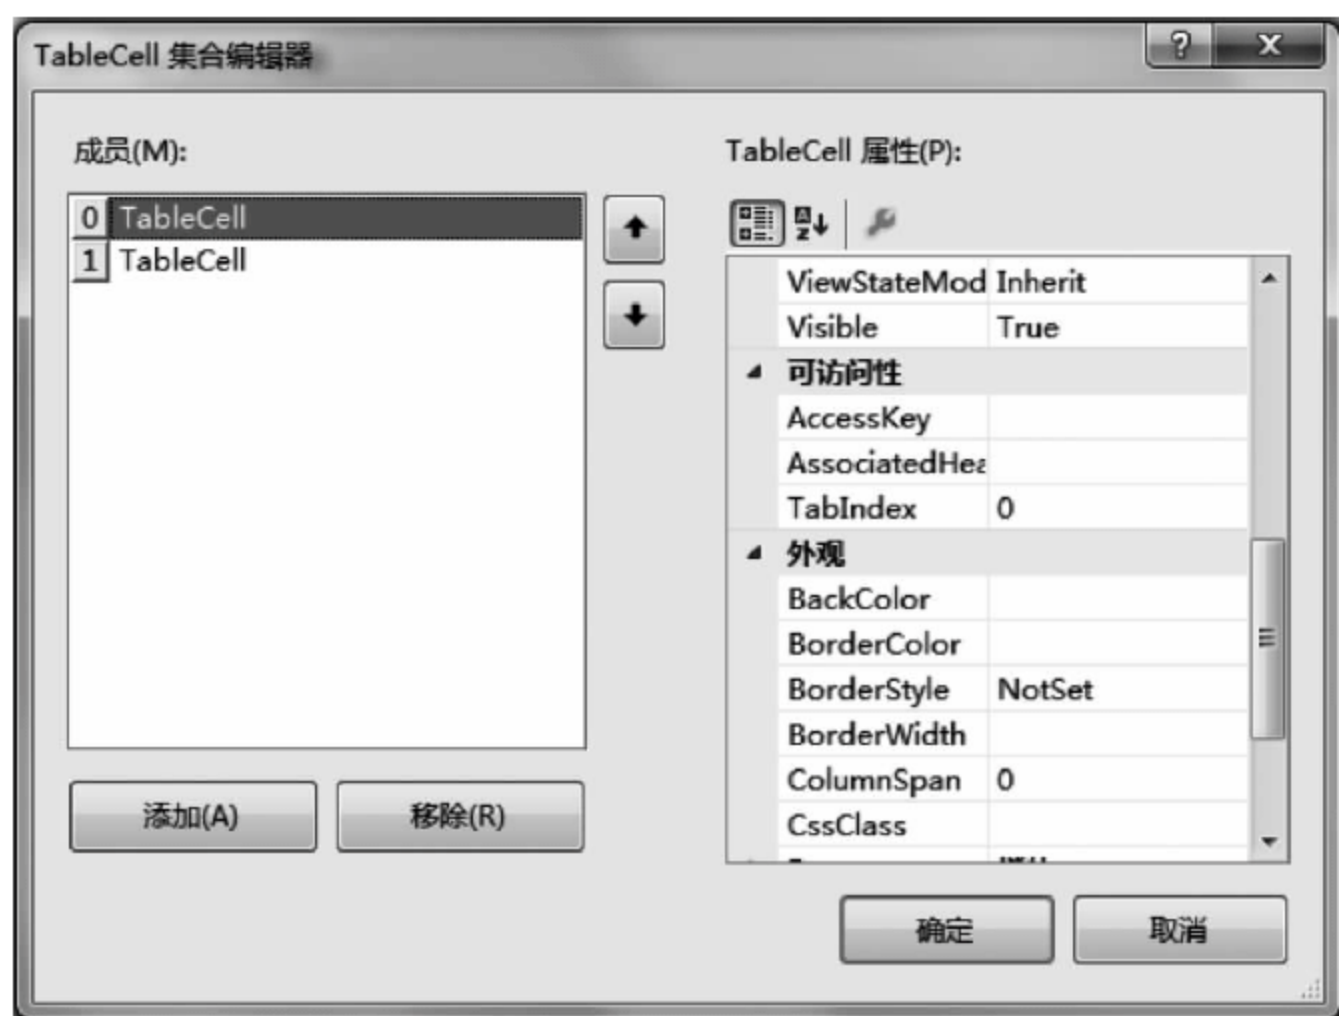 TableCell 集合编辑器
成员(M):
0 TableCell
1 TableCell
添加(A)
移除(R)
TableCell 属性(P):
ViewStateMod Inherit
Visible True
可访问性
AccessKey
AssociatedHea
TabIndex 0
外观
BackColor
BorderColor
BorderStyle NotSet
BorderWidth
ColumnSpan 0
CssClass
确定
取消